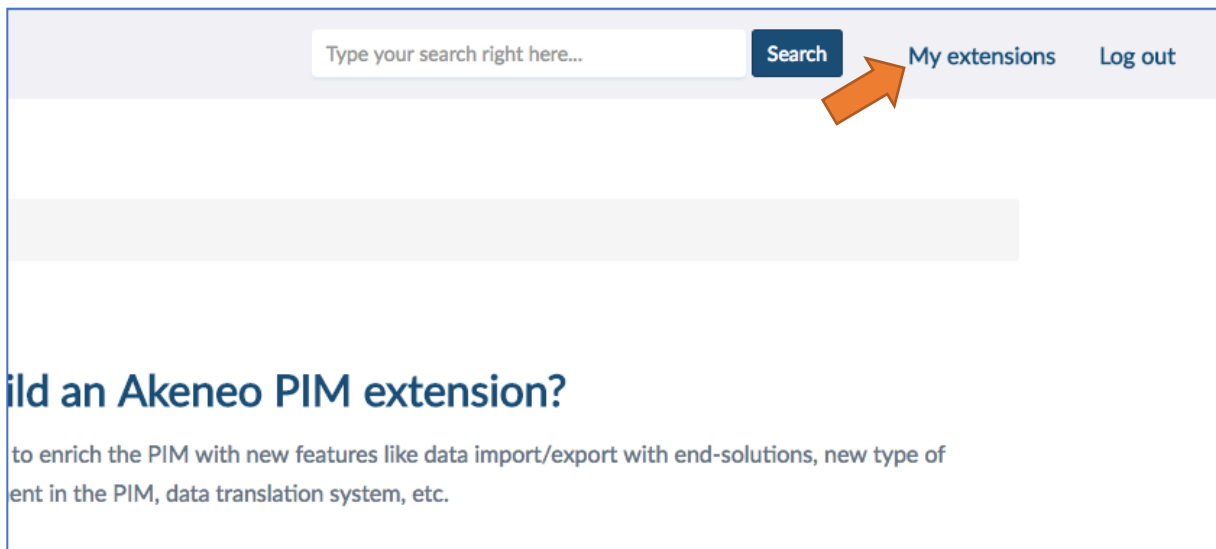 Type your search right here...
Search
My extensions
Log out
ild an Akeneo PIM extension?
to enrich the PIM with new features like data import/export with end-solutions, new type of
ent in the PIM, data translation system, etc.